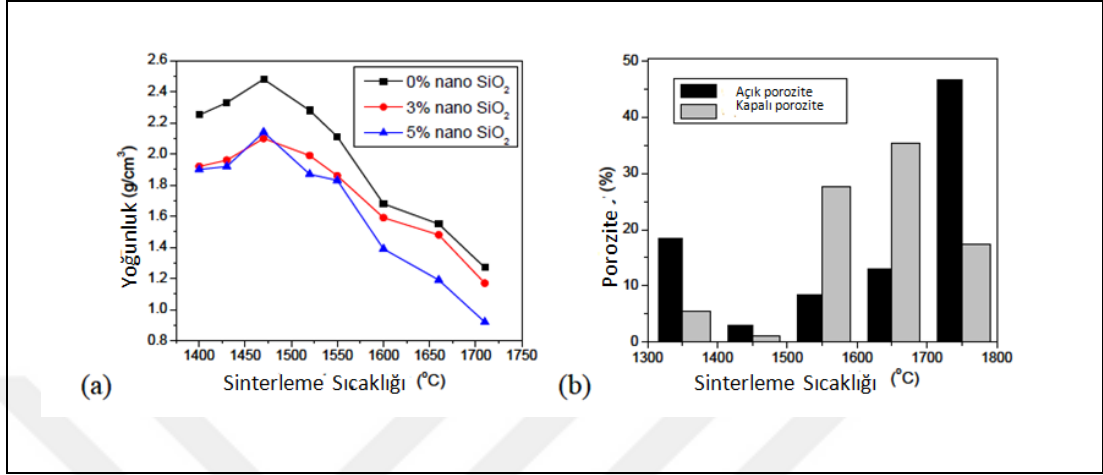 2.6
2.4
2.2
2.0
1.8
1.6
1.4
1.2
1.0
0.8
Yoğunluk (g/cm³)
0% nano SiO₂
3% nano SiO₂
5% nano SiO₂
1400 1450 1500 1550 1600 1650 1700 1750
(a) Sinterleme Sıcaklığı (°C)
50
40
30
20
10
0
Porozite (%)
Açık porozite
Kapalı porozite
1300 1400 1500 1600 1700 1800
(b) Sinterleme Sıcaklığı (°C)